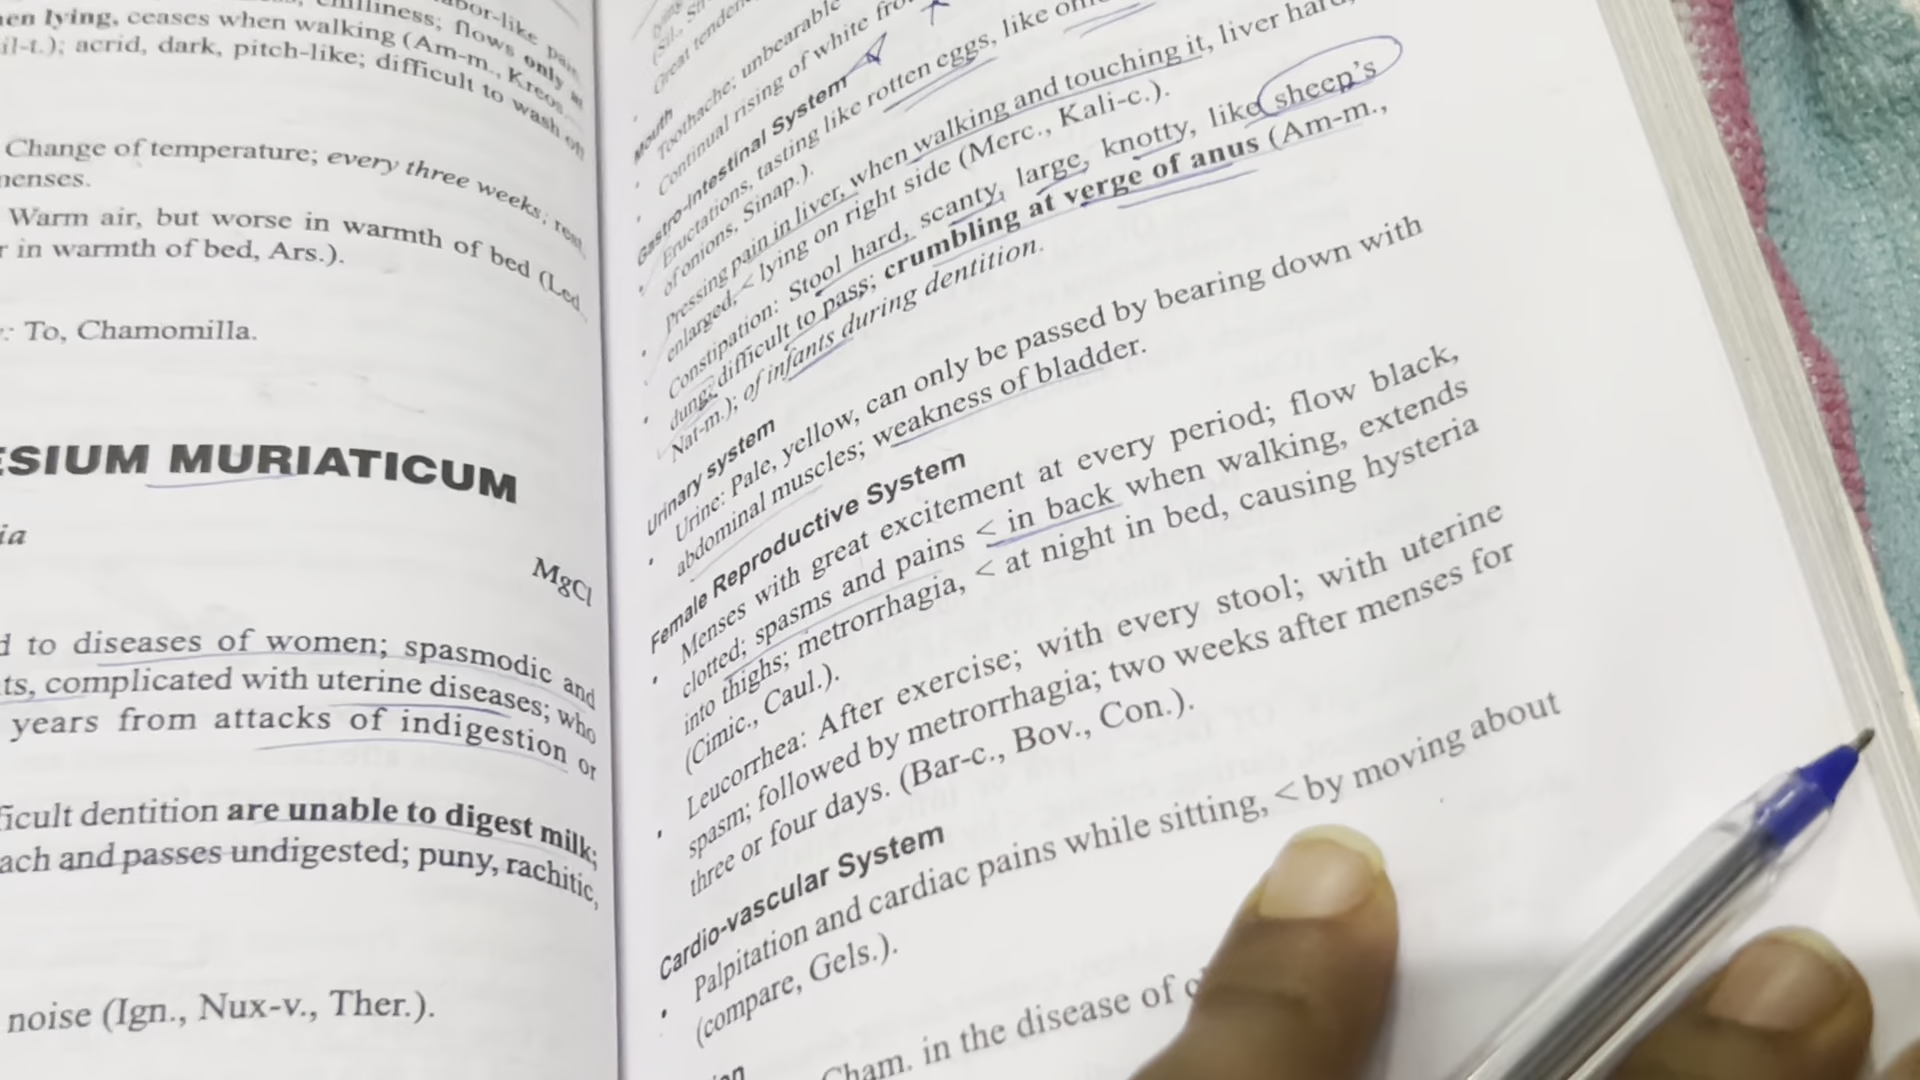 labor-like pain
chilliness; flows only at
lying, ceases when walking (Am-m., Kreos.
il-t.); acrid, dark, pitch-like; difficult to wash off
Change of temperature; every three weeks; rest
menses.
Warm air, but worse in warmth of bed (Led.
in warmth of bed, Ars.).
To, Chamomilla.
ESIUM MURIATICUM
ia
MgCl
d to diseases of women; spasmodic and
ts, complicated with uterine diseases; who
years from attacks of indigestion or
ficult dentition are unable to digest milk;
ach and passes undigested; puny, rachitic,
noise (Ign., Nux-v., Ther.).
Great
Mouth
• Toothache: unbearable
• Continual rising of white
Gastro-intestinal System
• Eructations, tasting like rotten eggs, like
of onions, Sinap.).
• Pressing pain in liver, when walking and touching it, liver hard,
enlarged, < lying on right side (Merc., Kali-c.).
• Constipation: Stool hard, scanty, large, knotty, like sheep's
dung; difficult to pass; crumbling at verge of anus (Am-m.,
Nat-m.); of infants during dentition.
Urinary system
• Urine: Pale, yellow, can only be passed by bearing down with
abdominal muscles; weakness of bladder.
Female Reproductive System
• Menses with great excitement at every period; flow black,
clotted; spasms and pains < in back when walking, extends
into thighs; metrorrhagia, < at night in bed, causing hysteria
(Cimic., Caul.).
• Leucorrhea: After exercise; with every stool; with uterine
spasm; followed by metrorrhagia; two weeks after menses for
three or four days. (Bar-c., Bov., Con.).
Cardio-vascular System
• Palpitation and cardiac pains while sitting, < by moving about
(compare, Gels.).
Cham. in the disease of